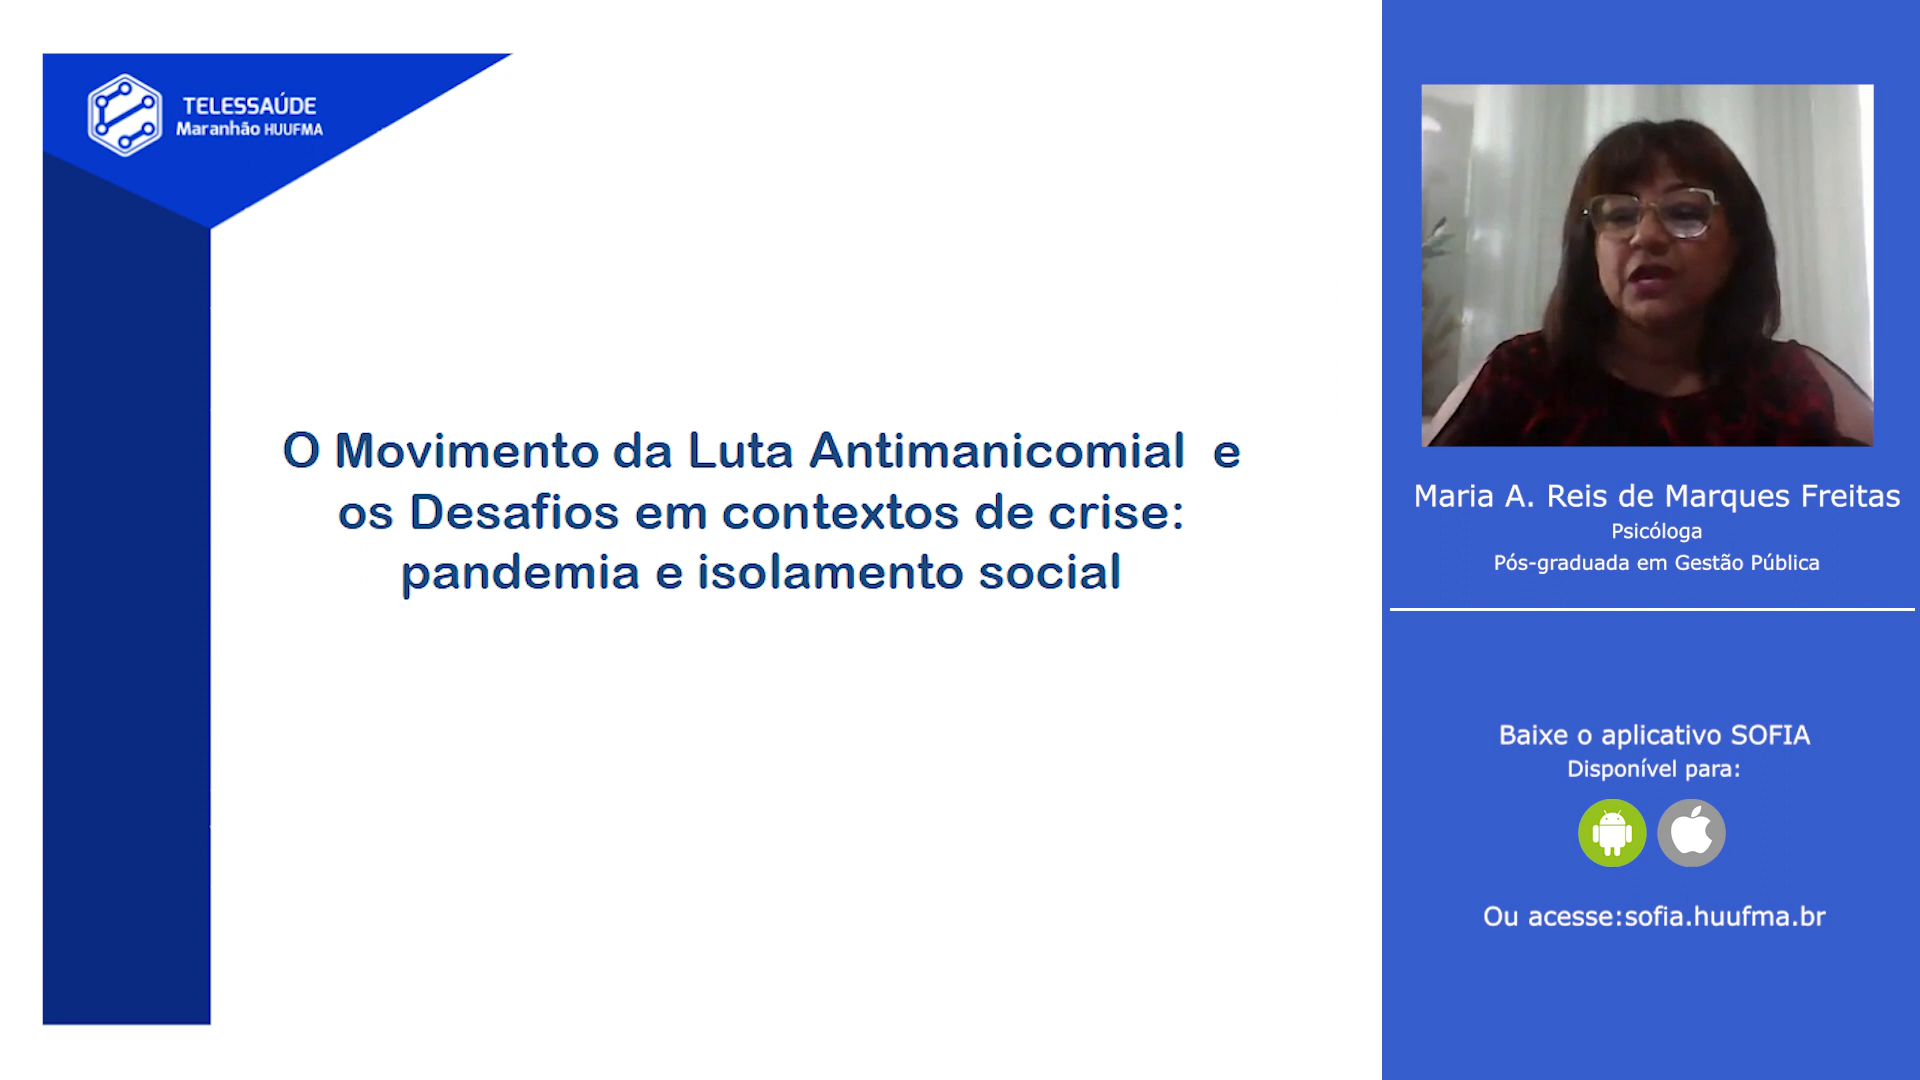 TELESSAÚDE
Maranhão HUUFMA
O Movimento da Luta Antimanicomial e
os Desafios em contextos de crise:
pandemia e isolamento social
Maria A. Reis de Marques Freitas
Psicóloga
Pós-graduada em Gestão Pública
Baixe o aplicativo SOFIA
Disponível para:
Ou acesse:sofia.huufma.br